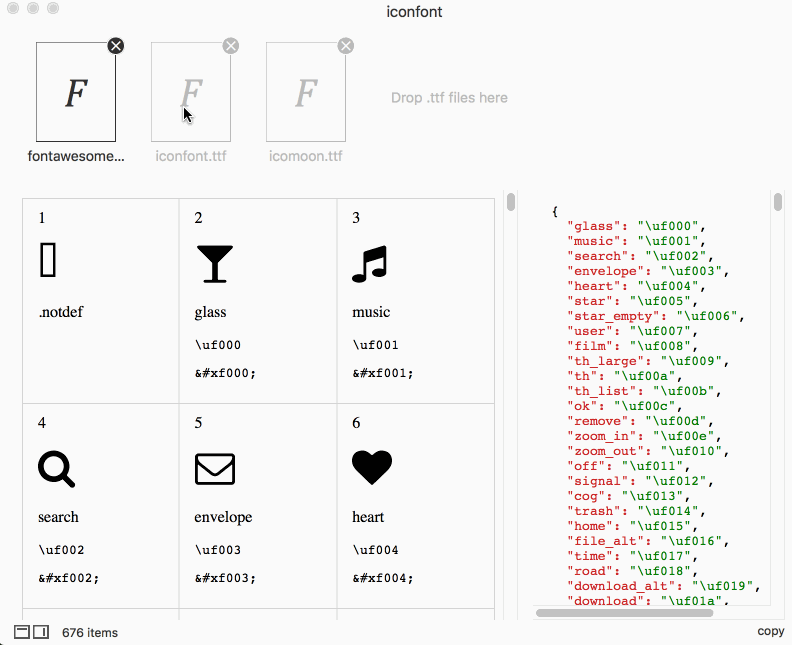 iconfont
F
F
F
Drop .ttf files here
fontawesome...
iconfont.ttf
icomoon.ttf
1
2
3
.notdef
glass
music
\uf000
\uf001
&#xf000;
&#xf001;
4
5
6
search
envelope
heart
\uf002
\uf003
\uf004
&#xf002;
&#xf003;
&#xf004;
{
"glass": "\uf000",
"music": "\uf001",
"search": "\uf002",
"envelope": "\uf003",
"heart": "\uf004",
"star": "\uf005",
"star_empty": "\uf006",
"user": "\uf007",
"film": "\uf008",
"th_large": "\uf009",
"th": "\uf00a",
"th_list": "\uf00b",
"ok": "\uf00c",
"remove": "\uf00d",
"zoom_in": "\uf00e",
"zoom_out": "\uf010",
"off": "\uf011",
"signal": "\uf012",
"cog": "\uf013",
"trash": "\uf014",
"home": "\uf015",
"file_alt": "\uf016",
"time": "\uf017",
"road": "\uf018",
"download_alt": "\uf019",
"download": "\uf01a",
676 items
copy